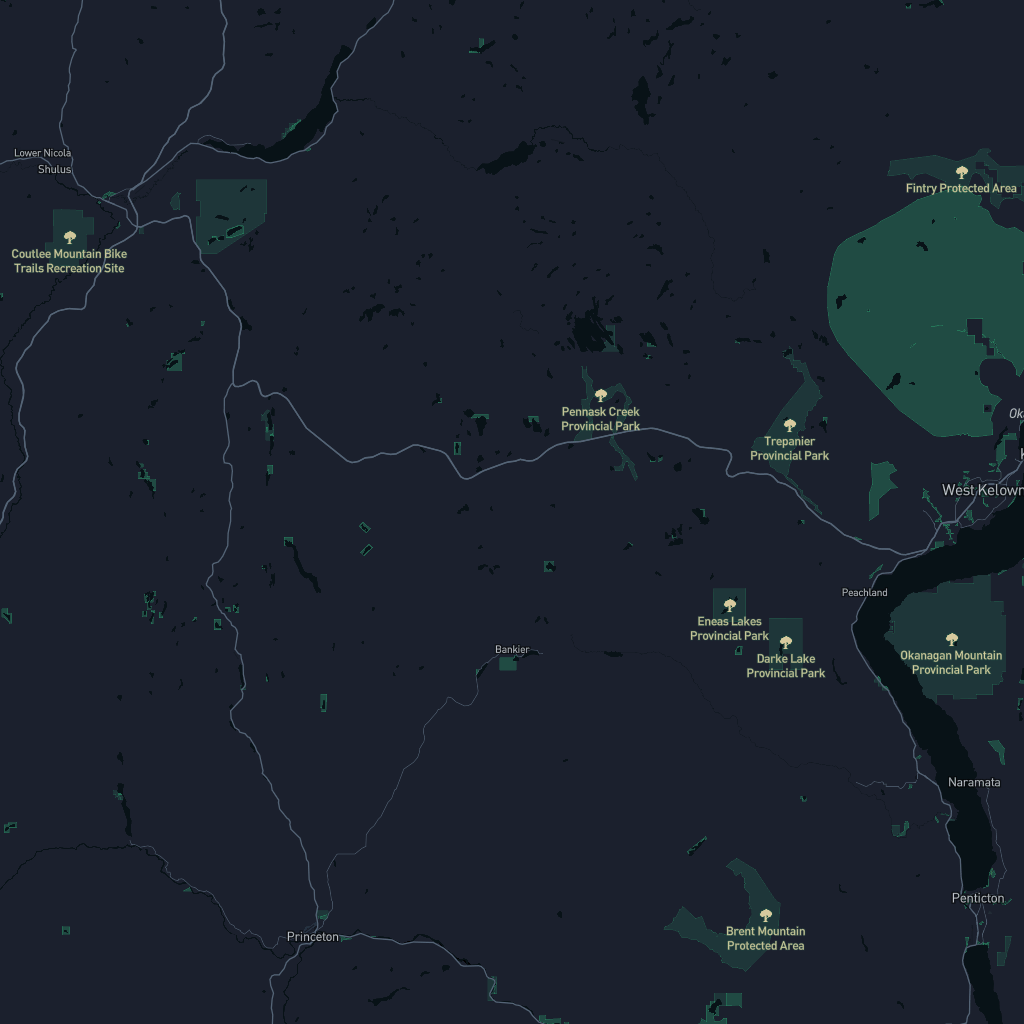 Lower Nicola
Shulus
Fintry Protected Area
Coutlee Mountain Bike
Trails Recreation Site
Pennask Creek
Provincial Park
Trepanier
Provincial Park
West Kelown
Peachland
Eneas Lakes
Provincial Park
Darke Lake
Provincial Park
Okanagan Mountain
Provincial Park
Bankier
Naramata
Penticton
Princeton
Brent Mountain
Protected Area